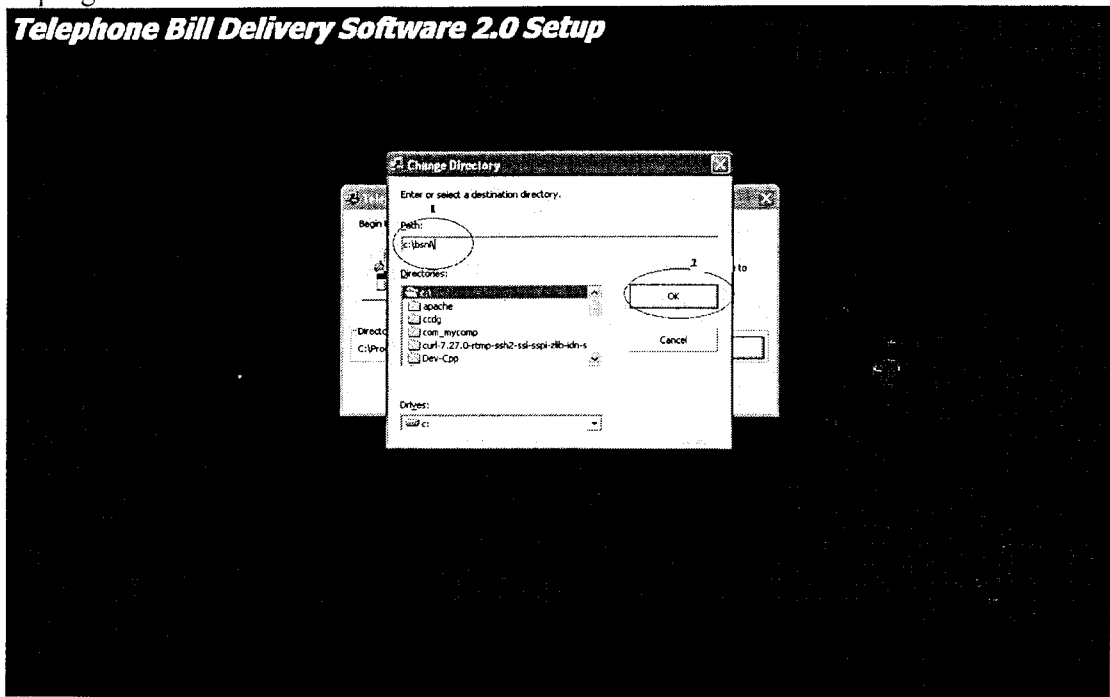 Telephone Bill Delivery Software 2.0 Setup
Change Directory
Enter or select a destination directory.
1
Begin
Path:
c:\bsnl\
2
to
Directories:
c:\
apache
ccdg
com_mycomp
curl-7.27.0-rtmp-ssh2-ssl-sspi-zlib-idn-s
Dev-Cpp
OK
Cancel
Directo
C:\Pro
Drives:
c: